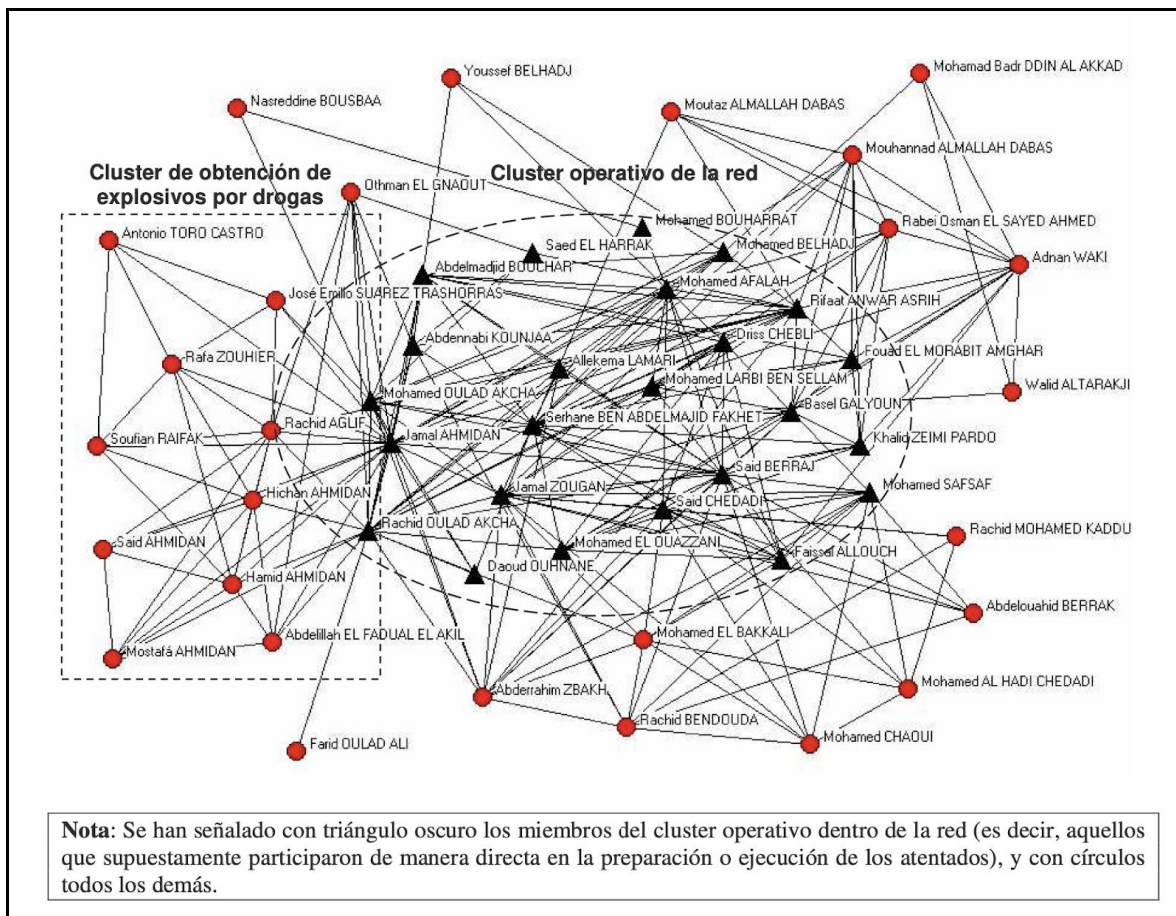 Youssef BELHADJ
Mohamad Badr DDIN AL AKKAD
Nasreddine BOUSBAA
Moutaz ALMALLAH DABAS
Mouhannad ALMALLAH DABAS
Cluster de obtención de
explosivos por drogas
Cluster operativo de la red
Othman EL GNAOUT
Mohamed BOUHARRAT
Rabei Osman EL SAYED AHMED
Antonio TORO CASTRO
Saed EL HARRAK
Mohamed BELHADJ
Adnan WAKI
Abdelmadjid BOUCHAR
Mohamed AFALAH
José Emilio SUÁREZ TRASHORRAS
Rifaat ANWAR ASRIH
Abdennabi KOUNJAA
Driss CHEBLI
Rafa ZOUHIER
Allekema LAMARI
Fouad EL MORABIT AMGHAR
Mohamed LARBI BEN SELLAM
Walid ALTARAKJI
Mohamed OULAD AKCHA
Basel GALYOUN
Rachid AGLIF
Serhane BEN ABDELMAJID FAKHET
Soufian RAIFAK
Jamal AHMIDAN
Khalid ZEIMI PARDO
Said BERRAJ
Hichan AHMIDAN
Jamal ZOUGAN
Mohamed SAFSAF
Said CHEDADI
Rachid OULAD AKCHA
Rachid MOHAMED KADDU
Said AHMIDAN
Mohamed EL OUAZZANI
Faissal ALLOUCH
Daoud OUHNANE
Hamid AHMIDAN
Abdelouahid BERRAK
Abdelillah EL FADUAL EL AKIL
Mohamed EL BAKKALI
Mostafá AHMIDAN
Mohamed AL HADI CHEDADI
Abderrahim ZBAKH
Rachid BENDOUDA
Mohamed CHAOUI
Farid OULAD ALI
Nota: Se han señalado con triángulo oscuro los miembros del cluster operativo dentro de la red (es decir, aquellos
que supuestamente participaron de manera directa en la preparación o ejecución de los atentados), y con círculos
todos los demás.